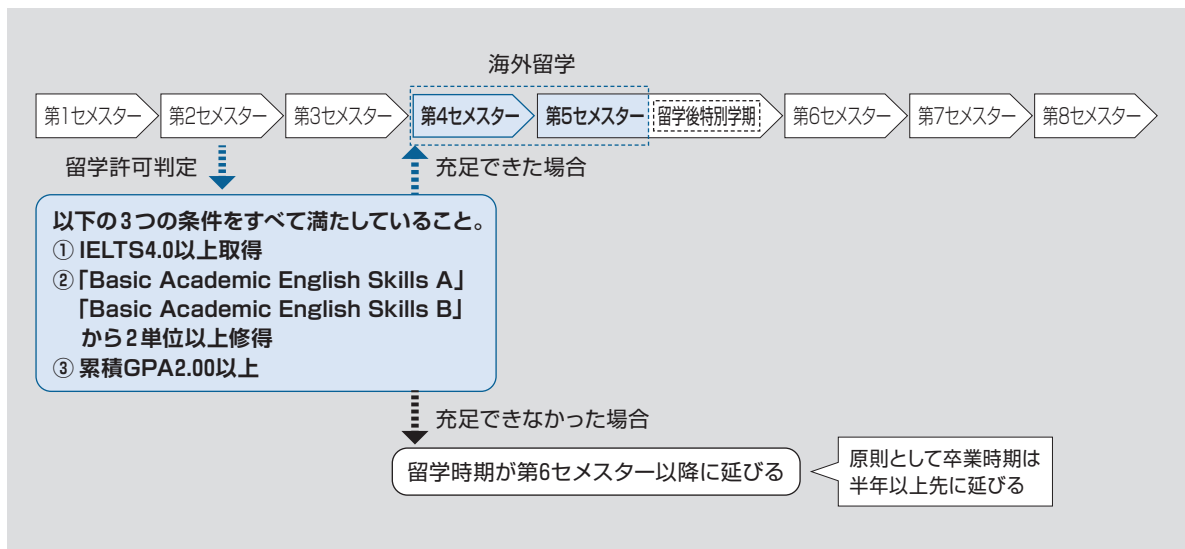 海外留学
第1セメスター
第2セメスター
第3セメスター
第4セメスター
第5セメスター
留学後特別学期
第6セメスター
第7セメスター
第8セメスター
留学許可判定
充足できた場合
以下の3つの条件をすべて満たしていること。
① IELTS4.0以上取得
②「Basic Academic English Skills A」
「Basic Academic English Skills B」
から2単位以上修得
③ 累積GPA2.00以上
充足できなかった場合
留学時期が第6セメスター以降に延びる
原則として卒業時期は
半年以上先に延びる